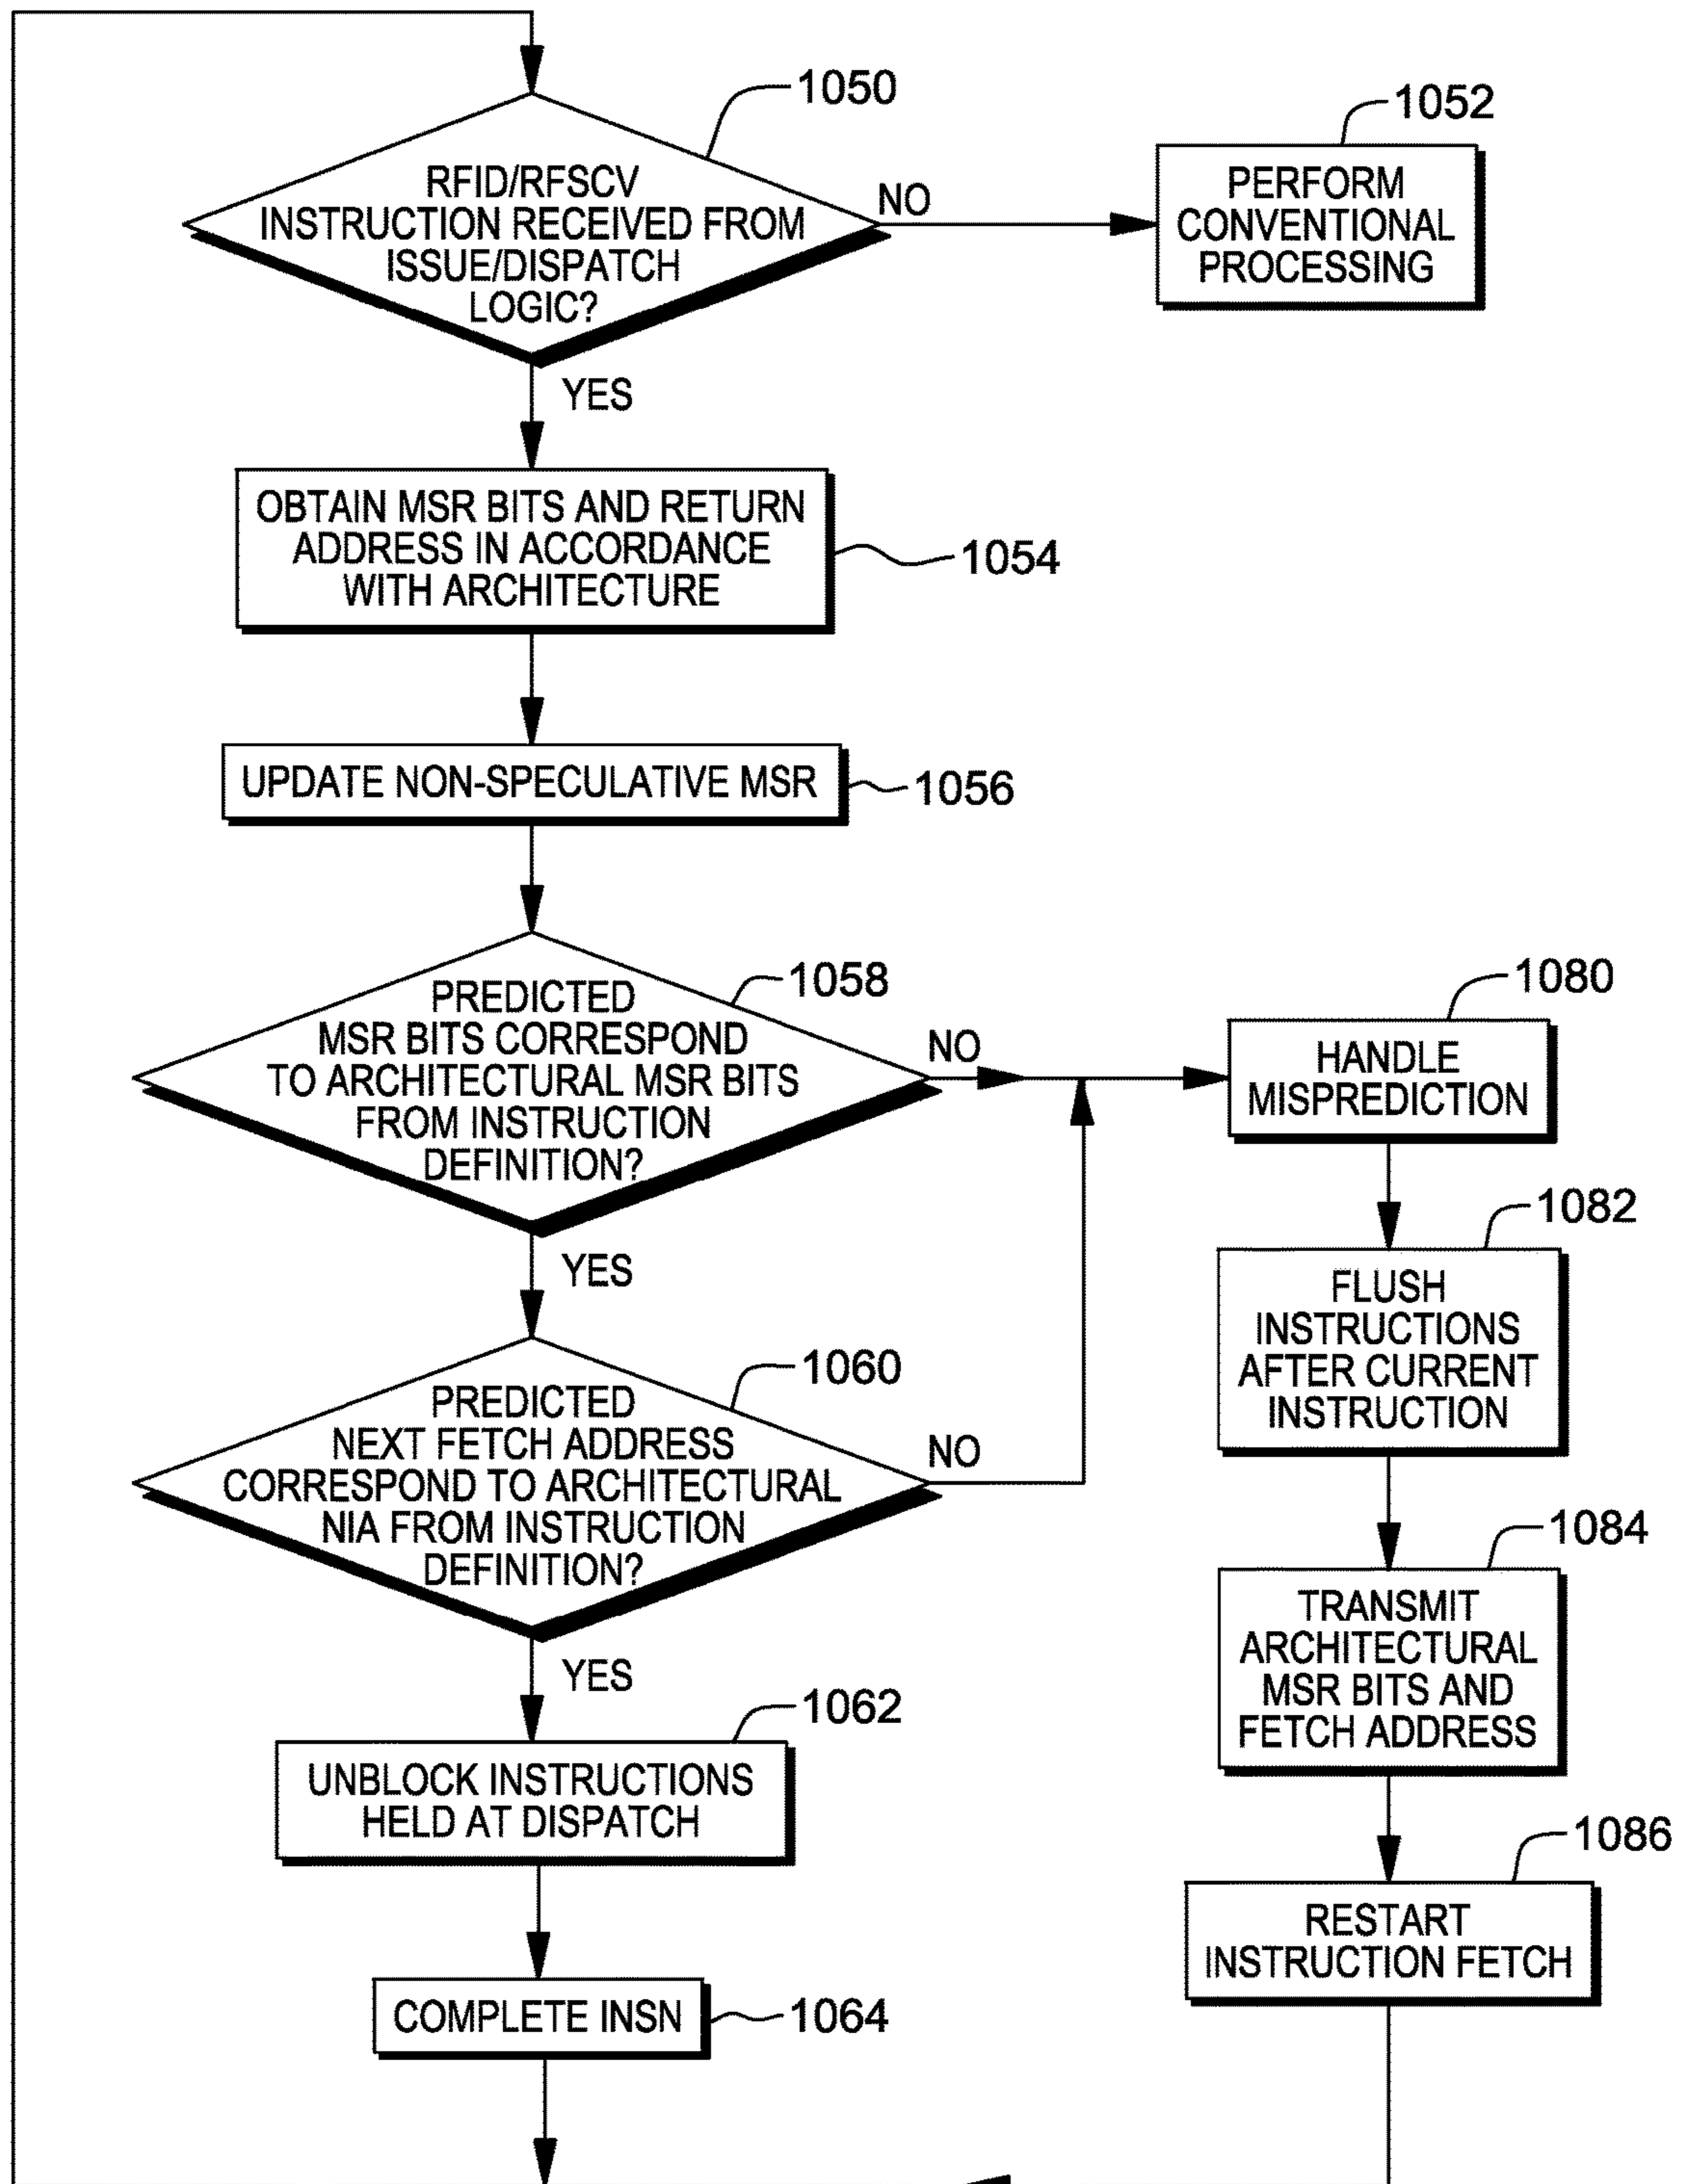 1050
RFID/RFSCV
INSTRUCTION RECEIVED FROM
ISSUE/DISPATCH
LOGIC?
NO
1052
PERFORM
CONVENTIONAL
PROCESSING
YES
OBTAIN MSR BITS AND RETURN
ADDRESS IN ACCORDANCE
WITH ARCHITECTURE
1054
UPDATE NON-SPECULATIVE MSR
1056
1058
PREDICTED
MSR BITS CORRESPOND
TO ARCHITECTURAL MSR BITS
FROM INSTRUCTION
DEFINITION?
NO
1080
HANDLE
MISPREDICTION
YES
1082
FLUSH
INSTRUCTIONS
AFTER CURRENT
INSTRUCTION
1060
PREDICTED
NEXT FETCH ADDRESS
CORRESPOND TO ARCHITECTURAL
NIA FROM INSTRUCTION
DEFINITION?
NO
1084
TRANSMIT
ARCHITECTURAL
MSR BITS AND
FETCH ADDRESS
YES
1062
UNBLOCK INSTRUCTIONS
HELD AT DISPATCH
1086
RESTART
INSTRUCTION FETCH
COMPLETE INSN
1064